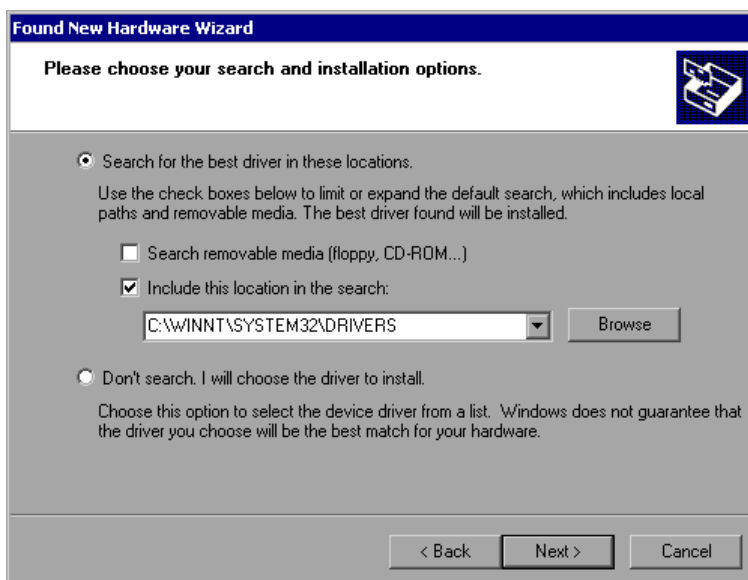 Found New Hardware Wizard
Please choose your search and installation options.
Search for the best driver in these locations.
Use the check boxes below to limit or expand the default search, which includes local
paths and removable media. The best driver found will be installed.
Search removable media (floppy, CD-ROM...)
Include this location in the search:
C:\WINNT\SYSTEM32\DRIVERS
Browse
Don't search. I will choose the driver to install.
Choose this option to select the device driver from a list.  Windows does not guarantee that
the driver you choose will be the best match for your hardware.
< Back   Next >   Cancel